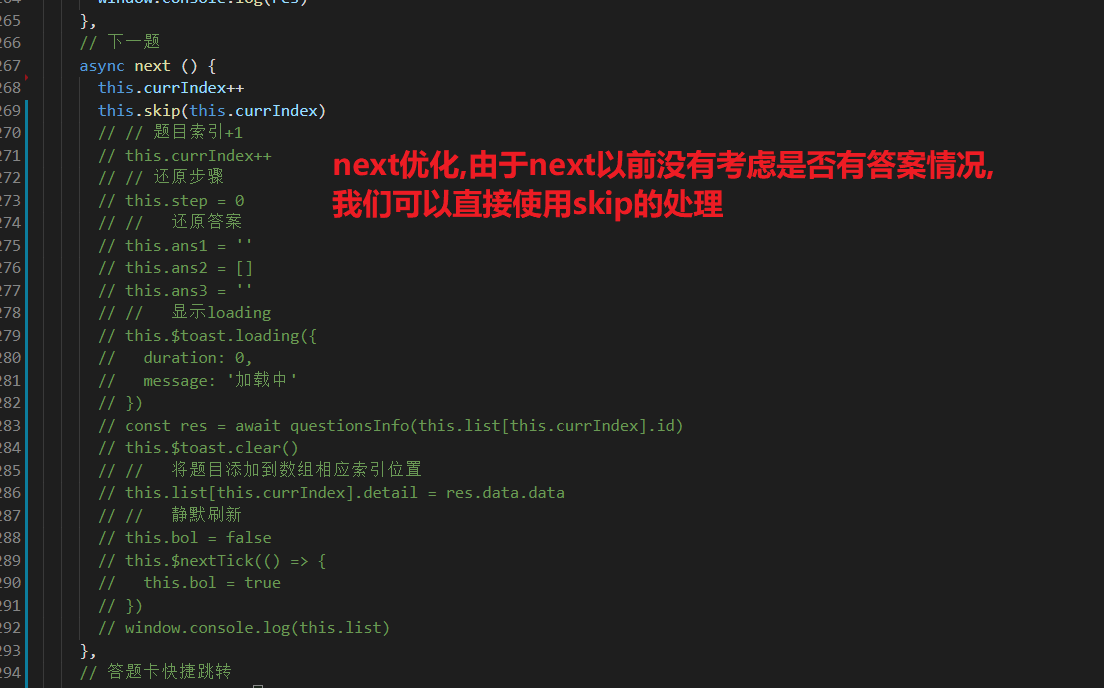 264 window.console.log(res)
265 },
266 // 下一题
267 async next () {
268 this.currIndex++
269 this.skip(this.currIndex)
270 // // 题目索引+1
271 // this.currIndex++
272 // // 还原步骤
273 // this.step = 0
274 // // 还原答案
275 // this.ans1 = ''
276 // this.ans2 = []
277 // this.ans3 = ''
278 // // 显示loading
279 // this.$toast.loading({
280 // duration: 0,
281 // message: '加载中'
282 // })
283 // const res = await questionsInfo(this.list[this.currIndex].id)
284 // this.$toast.clear()
285 // // 将题目添加到数组相应索引位置
286 // this.list[this.currIndex].detail = res.data.data
287 // // 静默刷新
288 // this.bol = false
289 // this.$nextTick(() => {
290 // this.bol = true
291 // })
292 // window.console.log(this.list)
293 },
294 // 答题卡快捷跳转
next优化,由于next以前没有考虑是否有答案情况,
我们可以直接使用skip的处理